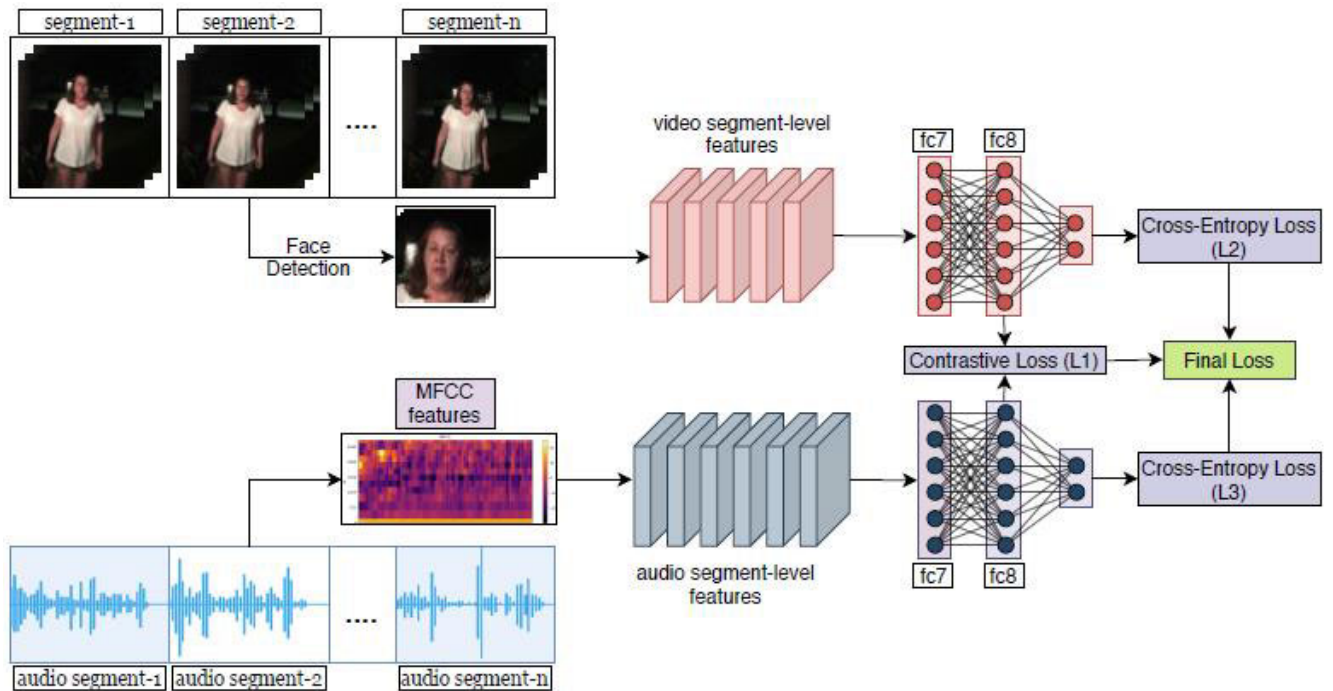 segment-1
segment-2
segment-n
....
Face
Detection
video segment-level
features
fc7
fc8
Cross-Entropy Loss
(L2)
Contrastive Loss (L1)
Final Loss
MFCC
features
audio segment-level
features
fc7
fc8
Cross-Entropy Loss
(L3)
....
audio segment-1
audio segment-2
audio segment-n